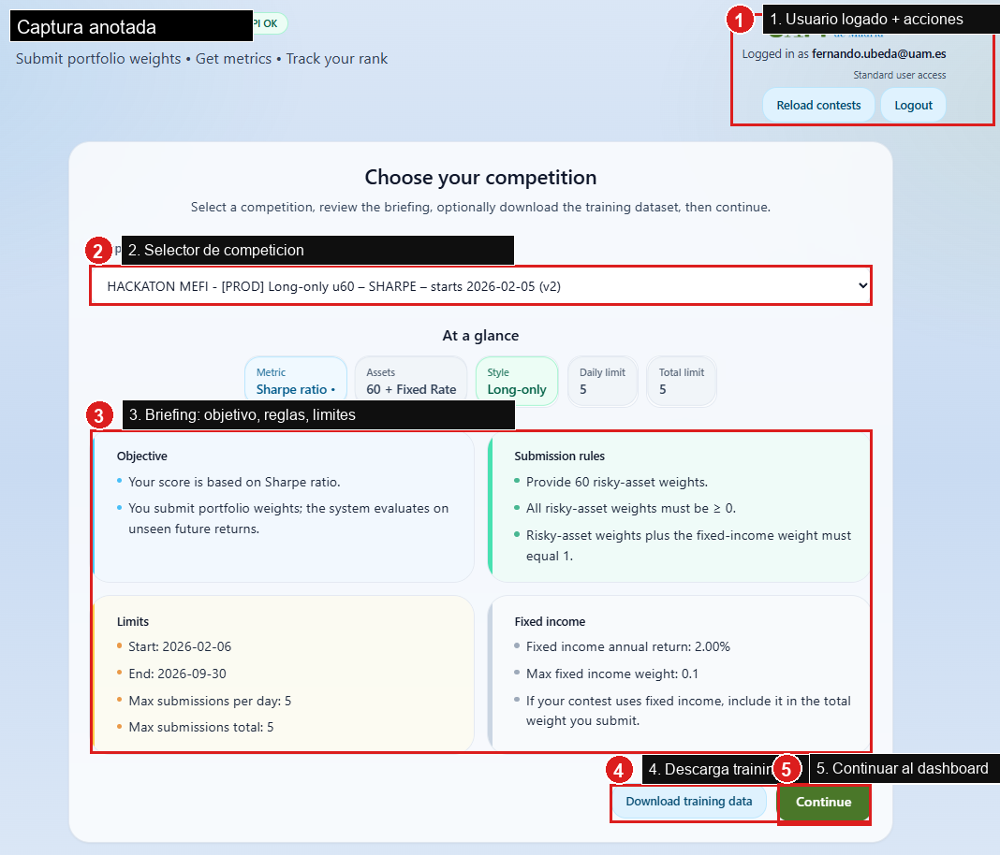 Captura anotada
PI OK
1
1. Usuario logado + acciones
Submit portfolio weights • Get metrics • Track your rank
Logged in as fernando.ubeda@uam.es
Standard user access
Reload contests
Logout
Choose your competition
Select a competition, review the briefing, optionally download the training dataset, then continue.
2
2. Selector de competicion
HACKATON MEFI - [PROD] Long-only u60 – SHARPE – starts 2026-02-05 (v2)
At a glance
Metric
Sharpe ratio •
Assets
60 + Fixed Rate
Style
Long-only
Daily limit
5
Total limit
5
3
3. Briefing: objetivo, reglas, limites
Objective
• Your score is based on Sharpe ratio.
• You submit portfolio weights; the system evaluates on
unseen future returns.
Submission rules
• Provide 60 risky-asset weights.
• All risky-asset weights must be ≥ 0.
• Risky-asset weights plus the fixed-income weight must
equal 1.
Limits
• Start: 2026-02-06
• End: 2026-09-30
• Max submissions per day: 5
• Max submissions total: 5
Fixed income
• Fixed income annual return: 2.00%
• Max fixed income weight: 0.1
• If your contest uses fixed income, include it in the total
weight you submit.
4
4. Descarga trainin
5
5. Continuar al dashboard
Download training data
Continue